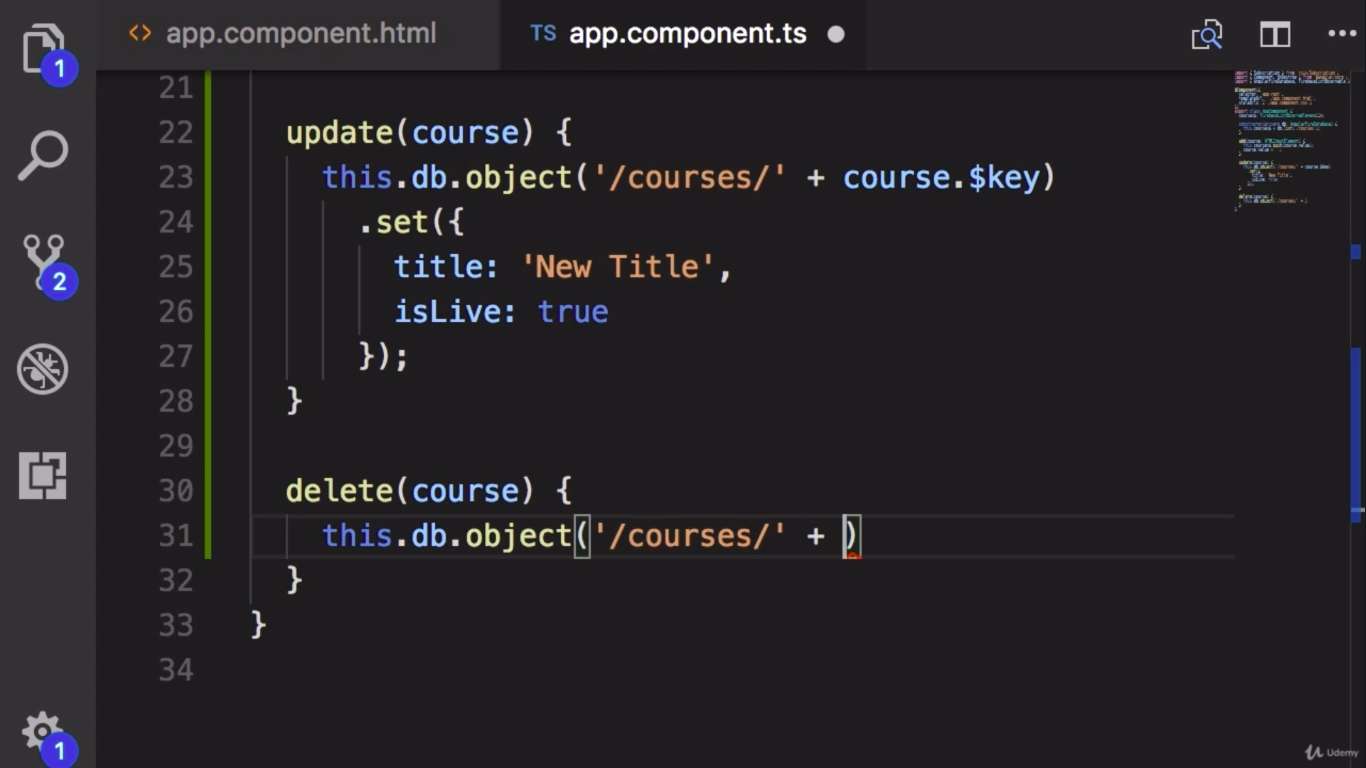 app.component.html
TS app.component.ts
1
2
1
21
22 update(course) {
23 this.db.object('/courses/' + course.$key)
24 .set({
25 title: 'New Title',
26 isLive: true
27 });
28 }
29
30 delete(course) {
31 this.db.object('/courses/' + )
32 }
33 }
34
Udemy